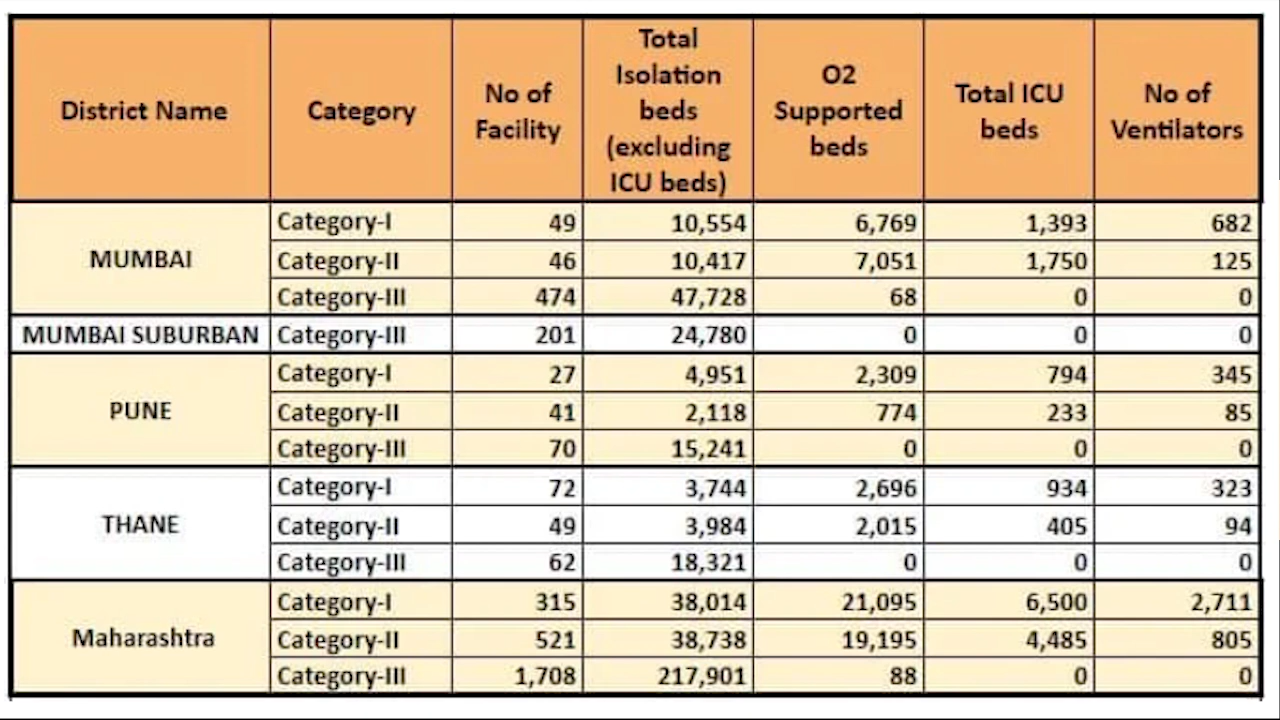 District Name Category No of Facility Total Isolation beds (excluding ICU beds) O2 Supported beds Total ICU beds No of Ventilators
MUMBAI Category-I 49 10,554 6,769 1,393 682
Category-II 46 10,417 7,051 1,750 125
Category-III 474 47,728 68 0 0
MUMBAI SUBURBAN Category-III 201 24,780 0 0 0
PUNE Category-I 27 4,951 2,309 794 345
Category-II 41 2,118 774 233 85
Category-III 70 15,241 0 0 0
THANE Category-I 72 3,744 2,696 934 323
Category-II 49 3,984 2,015 405 94
Category-III 62 18,321 0 0 0
Maharashtra Category-I 315 38,014 21,095 6,500 2,711
Category-II 521 38,738 19,195 4,485 805
Category-III 1,708 217,901 88 0 0